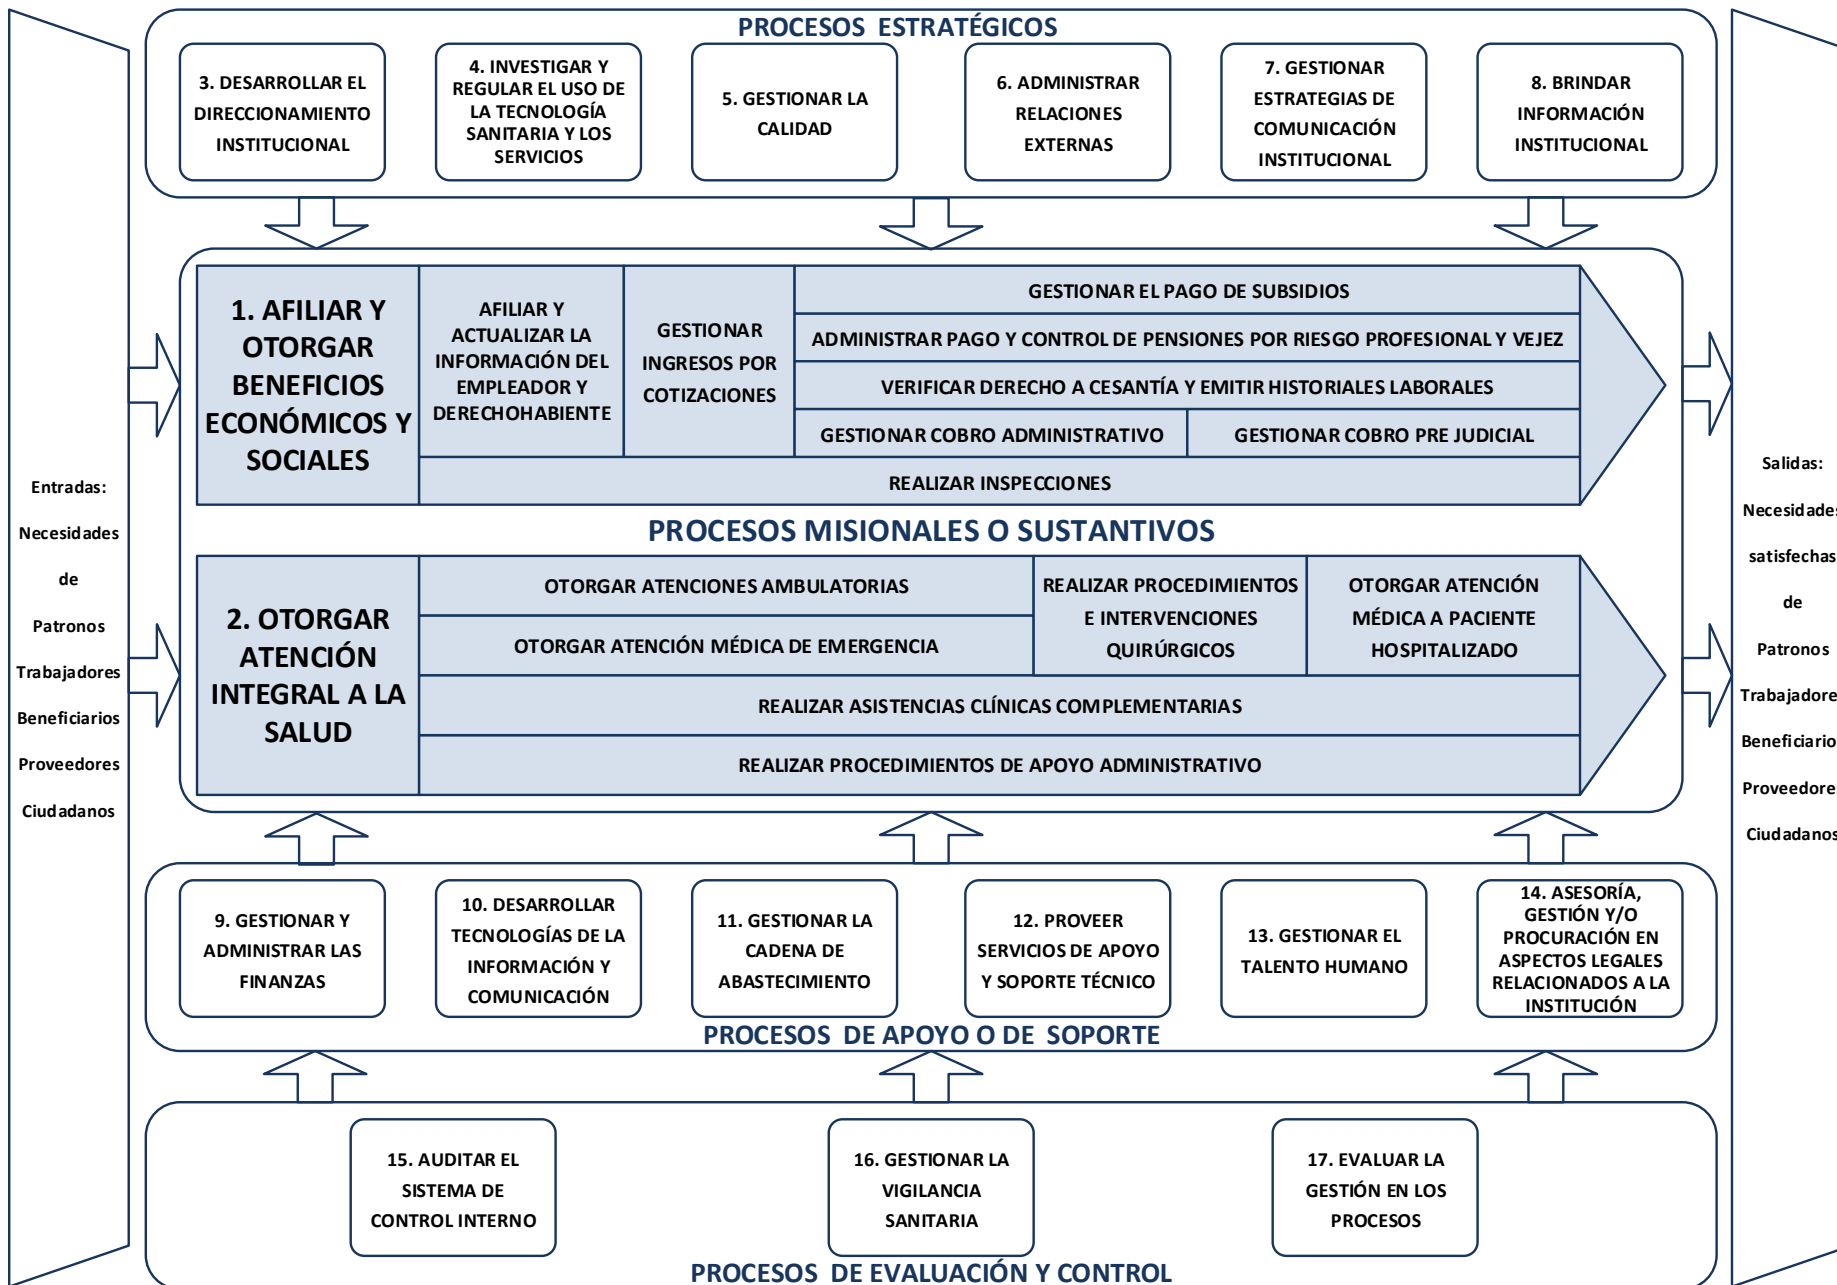 PROCESOS ESTRATÉGICOS
3. DESARROLLAR EL
DIRECCIONAMIENTO
INSTITUCIONAL
4. INVESTIGAR Y
REGULAR EL USO DE
LA TECNOLOGÍA
SANITARIA Y LOS
SERVICIOS
5. GESTIONAR LA
CALIDAD
6. ADMINISTRAR
RELACIONES
EXTERNAS
7. GESTIONAR
ESTRATEGIAS DE
COMUNICACIÓN
INSTITUCIONAL
8. BRINDAR
INFORMACIÓN
INSTITUCIONAL
Entradas:
Necesidades
de
Patronos
Trabajadores
Beneficiarios
Proveedores
Ciudadanos
1. AFILIAR Y
OTORGAR
BENEFICIOS
ECONÓMICOS Y
SOCIALES
AFILIAR Y
ACTUALIZAR LA
INFORMACIÓN DEL
EMPLEADOR Y
DERECHOHABIENTE
GESTIONAR
INGRESOS POR
COTIZACIONES
GESTIONAR EL PAGO DE SUBSIDIOS
ADMINISTRAR PAGO Y CONTROL DE PENSIONES POR RIESGO PROFESIONAL Y VEJEZ
VERIFICAR DERECHO A CESANTÍA Y EMITIR HISTORIALES LABORALES
GESTIONAR COBRO ADMINISTRATIVO
GESTIONAR COBRO PRE JUDICIAL
REALIZAR INSPECCIONES
PROCESOS MISIONALES O SUSTANTIVOS
2. OTORGAR
ATENCIÓN
INTEGRAL A LA
SALUD
OTORGAR ATENCIONES AMBULATORIAS
OTORGAR ATENCIÓN MÉDICA DE EMERGENCIA
REALIZAR PROCEDIMIENTOS
E INTERVENCIONES
QUIRÚRGICOS
OTORGAR ATENCIÓN
MÉDICA A PACIENTE
HOSPITALIZADO
REALIZAR ASISTENCIAS CLÍNICAS COMPLEMENTARIAS
REALIZAR PROCEDIMIENTOS DE APOYO ADMINISTRATIVO
Salidas:
Necesidades
satisfechas
de
Patronos
Trabajadore
Beneficiario
Proveedore
Ciudadanos
9. GESTIONAR Y
ADMINISTRAR LAS
FINANZAS
10. DESARROLLAR
TECNOLOGÍAS DE LA
INFORMACIÓN Y
COMUNICACIÓN
11. GESTIONAR LA
CADENA DE
ABASTECIMIENTO
12. PROVEER
SERVICIOS DE APOYO
Y SOPORTE TÉCNICO
13. GESTIONAR EL
TALENTO HUMANO
14. ASESORÍA,
GESTIÓN Y/O
PROCURACIÓN EN
ASPECTOS LEGALES
RELACIONADOS A LA
INSTITUCIÓN
PROCESOS DE APOYO O DE SOPORTE
15. AUDITAR EL
SISTEMA DE
CONTROL INTERNO
16. GESTIONAR LA
VIGILANCIA
SANITARIA
17. EVALUAR LA
GESTIÓN EN LOS
PROCESOS
PROCESOS DE EVALUACIÓN Y CONTROL